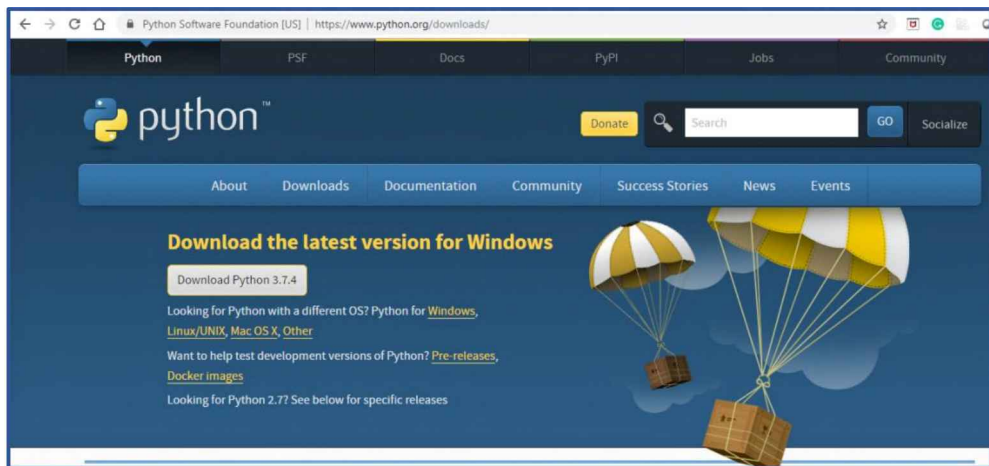 Python Software Foundation [US] | https://www.python.org/downloads/
Python PSF Docs PyPI Jobs Community
python™
Donate Search GO Socialize
About Downloads Documentation Community Success Stories News Events
Download the latest version for Windows
Download Python 3.7.4
Looking for Python with a different OS? Python for Windows,
Linux/UNIX, Mac OS X, Other
Want to help test development versions of Python? Pre-releases,
Docker images
Looking for Python 2.7? See below for specific releases